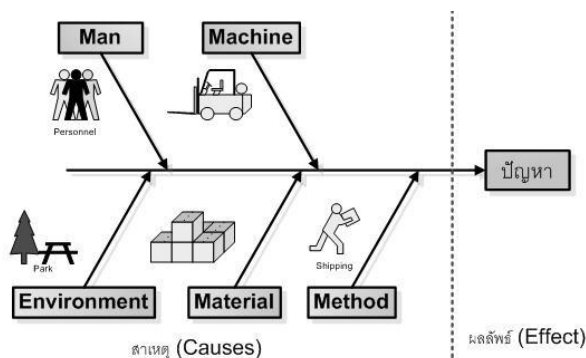 Man
Machine
Personnel
ปัญหา
Park
Shipping
Environment
Material
Method
สาเหตุ (Causes)
ผลลัพธ์ (Effect)